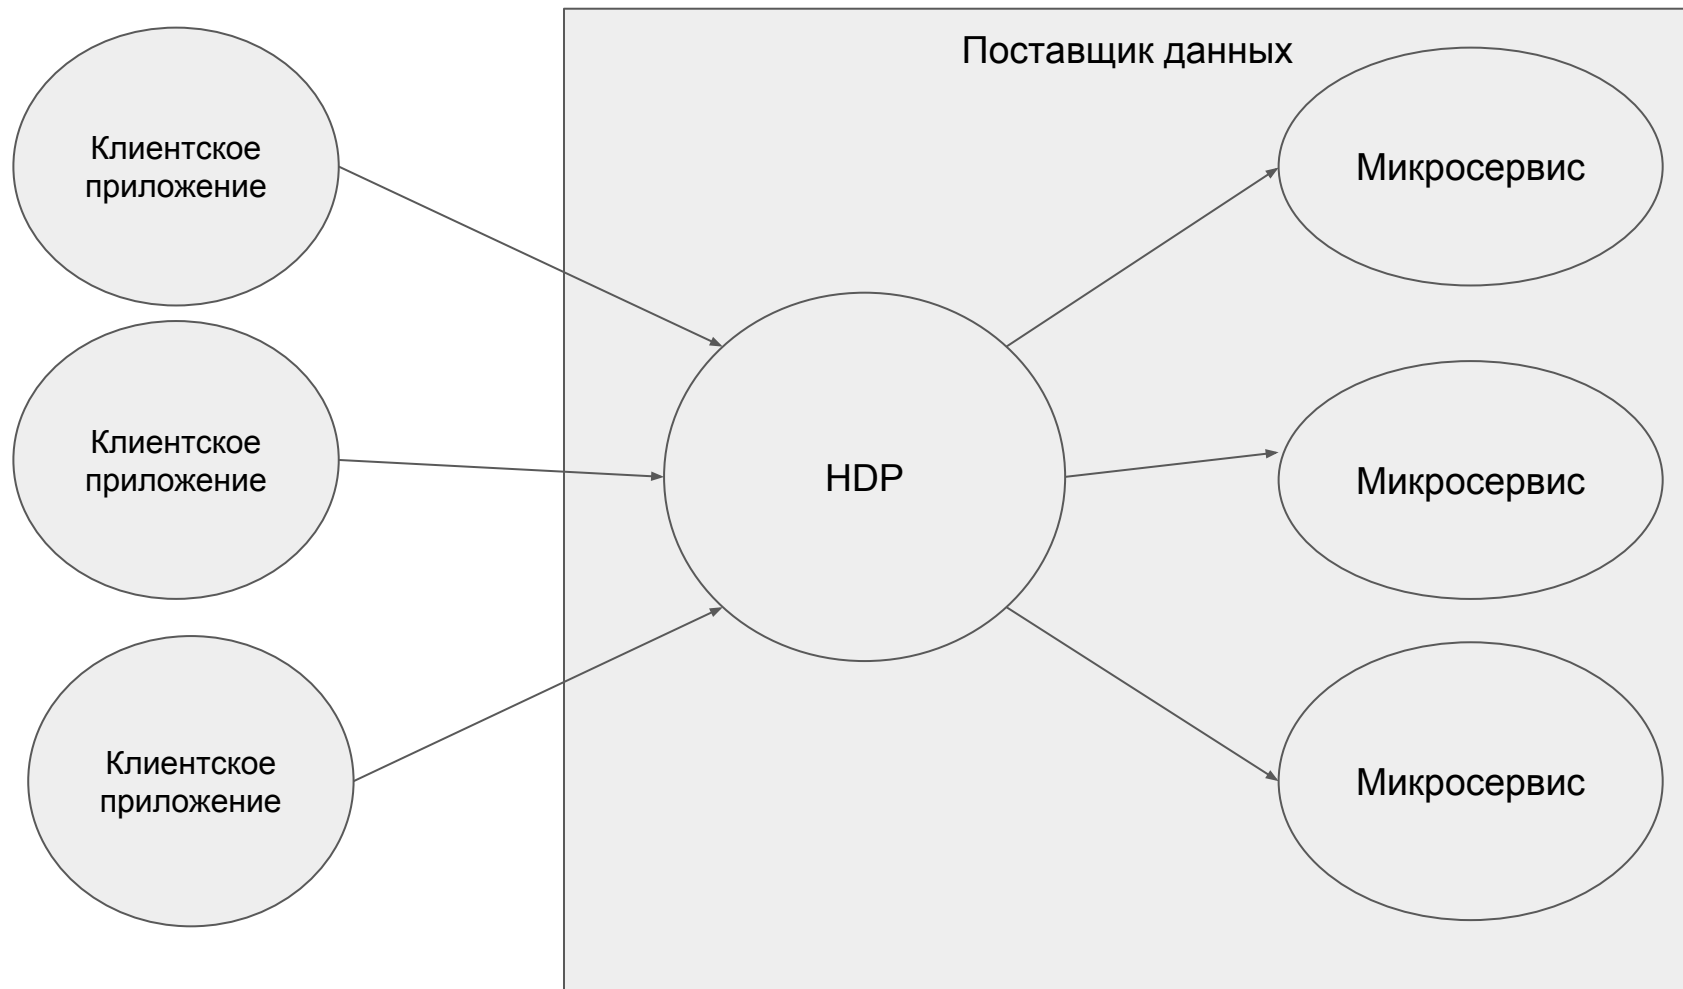 Поставщик данных
Клиентское
приложение
Микросервис
Клиентское
приложение
HDP
Микросервис
Клиентское
приложение
Микросервис